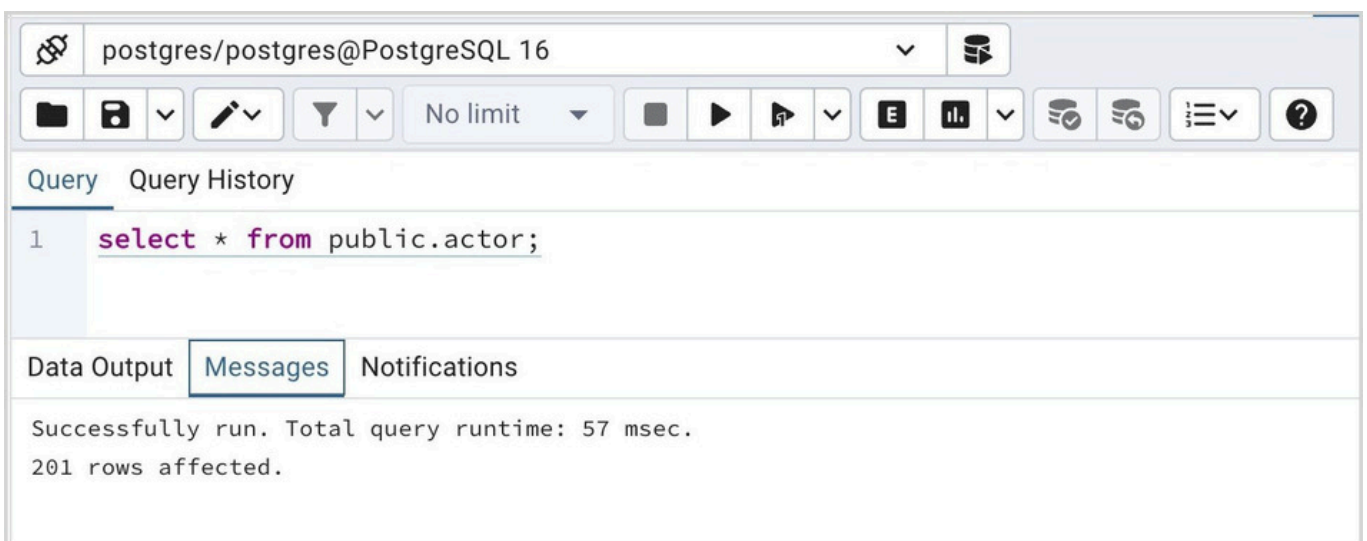 postgres/postgres@PostgreSQL 16
No limit
E
Query Query History
1 select * from public.actor;
Data Output Messages Notifications
Successfully run. Total query runtime: 57 msec.
201 rows affected.